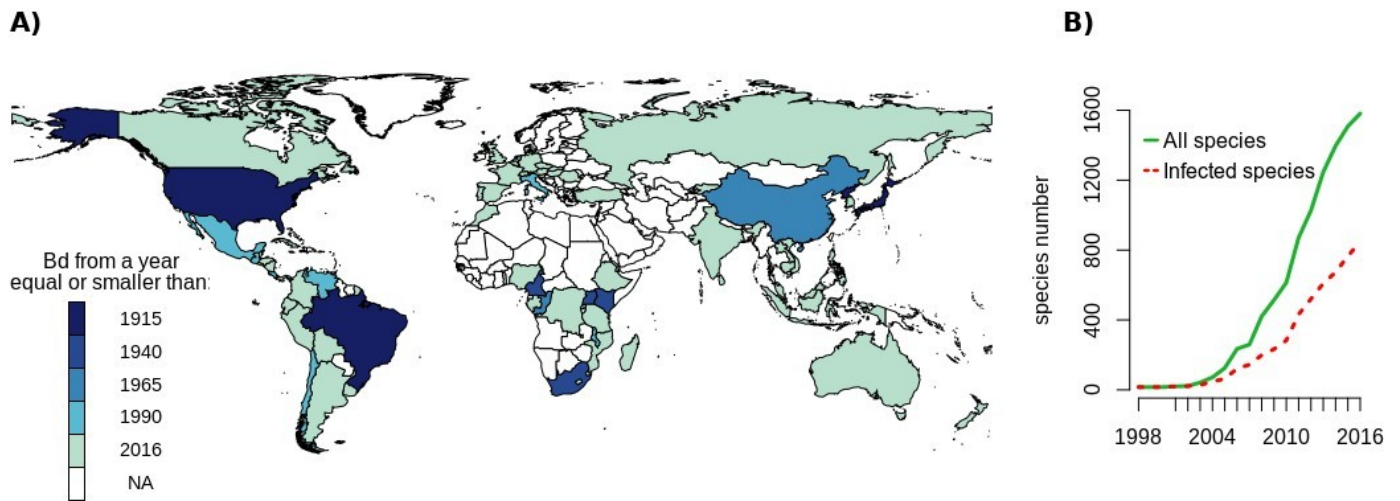 A)
Bd from a year
equal or smaller than:
1915
1940
1965
1990
2016
NA
B)
species number
1600
1200
800
400
0
All species
Infected species
1998
2004
2010
2016